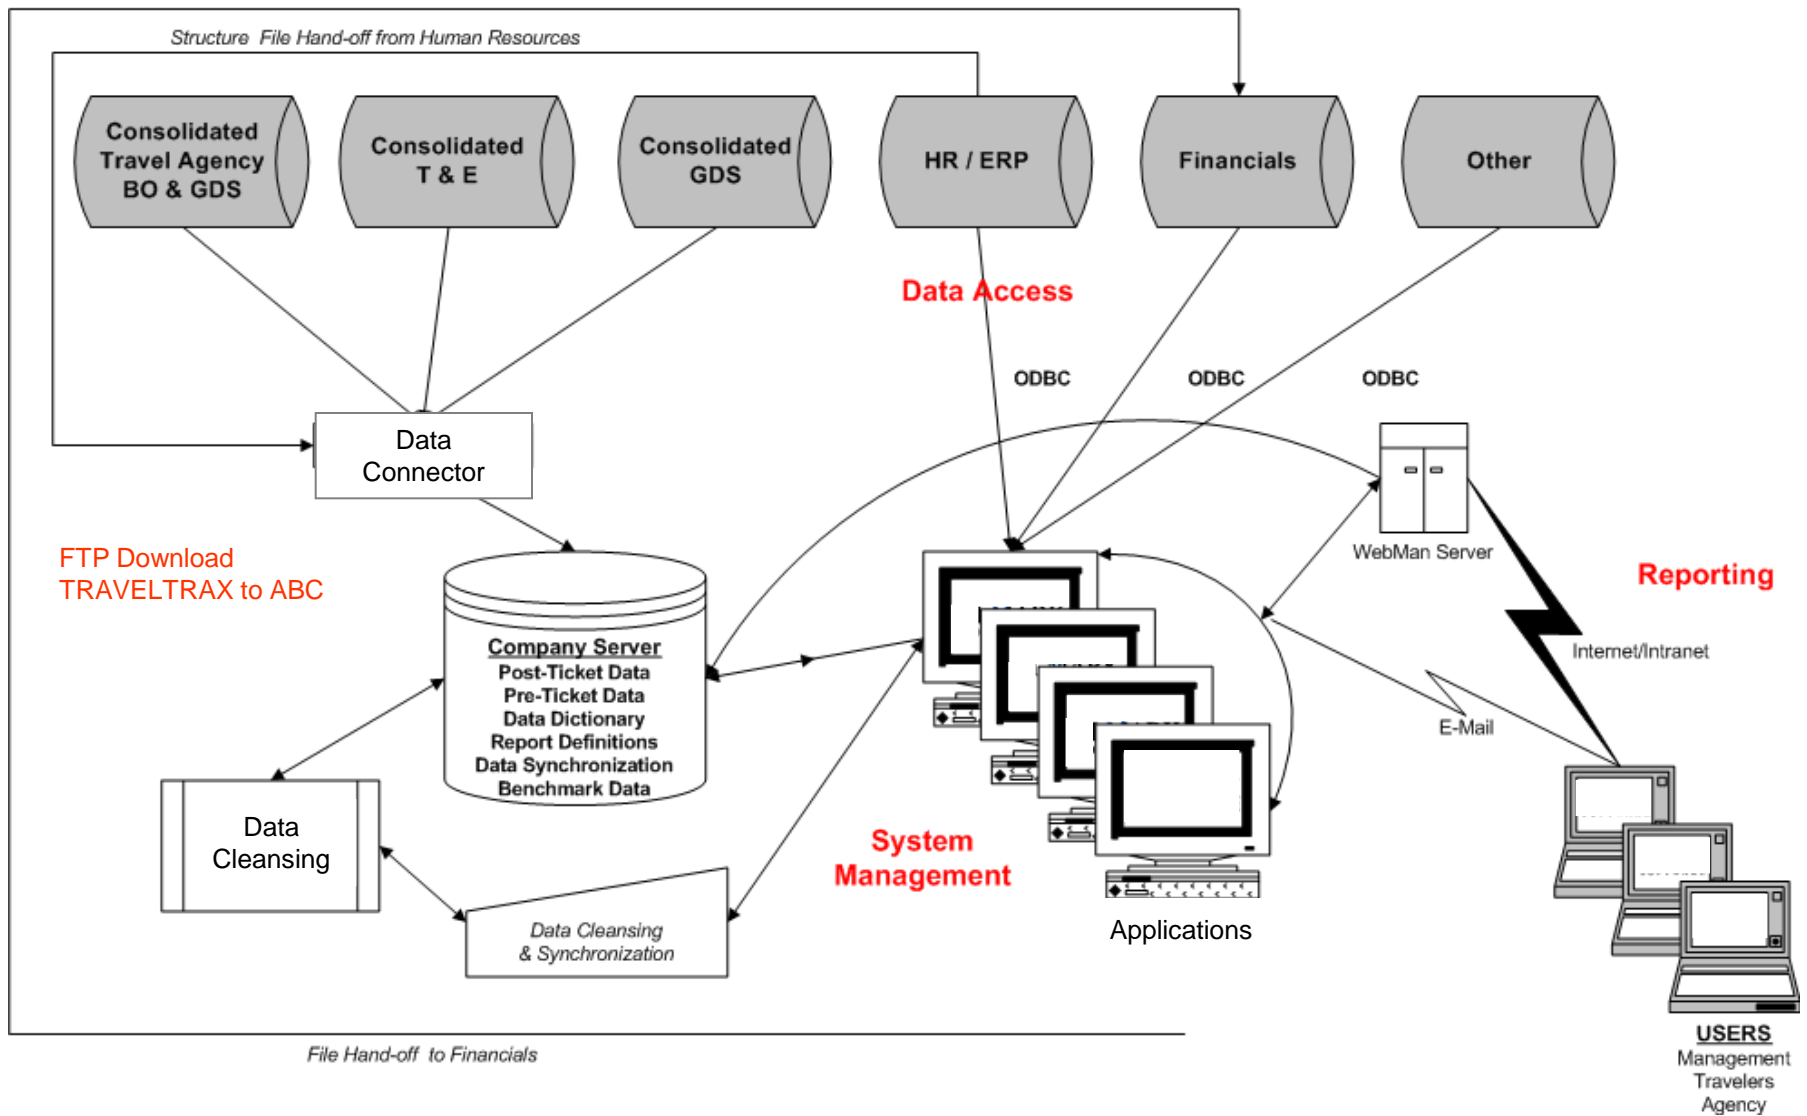 Structure File Hand-off from Human Resources
Consolidated
Travel Agency
BO & GDS
Consolidated
T & E
Consolidated
GDS
HR / ERP
Financials
Other
Data Access
ODBC
ODBC
ODBC
Data
Connector
WebMan Server
FTP Download
TRAVELTRAX to ABC
Reporting
Company Server
Post-Ticket Data
Pre-Ticket Data
Data Dictionary
Report Definitions
Data Synchronization
Benchmark Data
Internet/Intranet
E-Mail
Data
Cleansing
System
Management
Data Cleansing
& Synchronization
Applications
File Hand-off to Financials
USERS
Management
Travelers
Agency